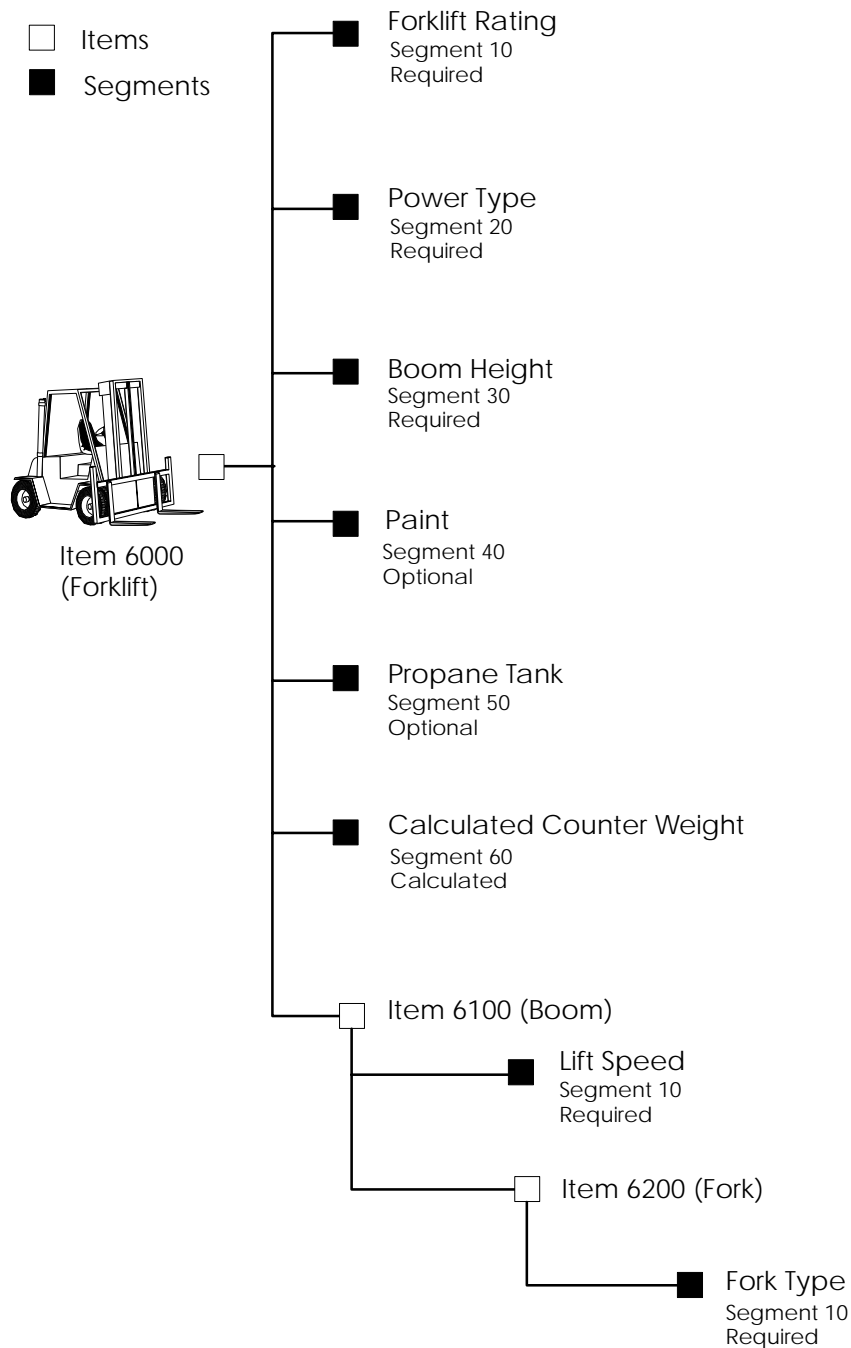 Items
Segments
Forklift Rating
Segment 10
Required
Power Type
Segment 20
Required
Boom Height
Segment 30
Required
Item 6000
(Forklift)
Paint
Segment 40
Optional
Propane Tank
Segment 50
Optional
Calculated Counter Weight
Segment 60
Calculated
Item 6100 (Boom)
Lift Speed
Segment 10
Required
Item 6200 (Fork)
Fork Type
Segment 10
Required